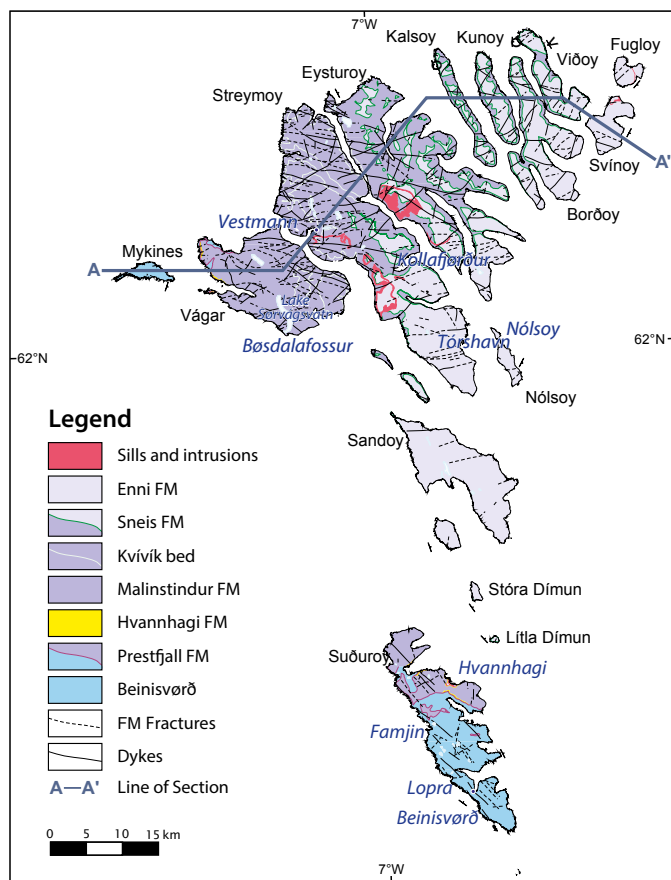 7°W
Kalsoy
Kunoy
Viðoy
Fugloy
Eysturoy
Streymoy
Svínoy
A'
Borðoy
Vestmann
Mykines
Kollafjørður
A
Vágar
Lake
Sørvágsvatn
Bøsdalafossur
Tórshavn
Nólsoy
62°N
62°N
Nólsoy
Legend
Sandoy
Sills and intrusions
Enni FM
Sneis FM
Kvívík bed
Malinstindur FM
Stóra Dímun
Hvannhagi FM
Lítla Dímun
Prestfjall FM
Suðuroy
Hvannhagi
Beinisvørð
FM Fractures
Famjin
Dykes
A—A' Line of Section
Lopra
Beinisvørð
0 5 10 15 km
7°W